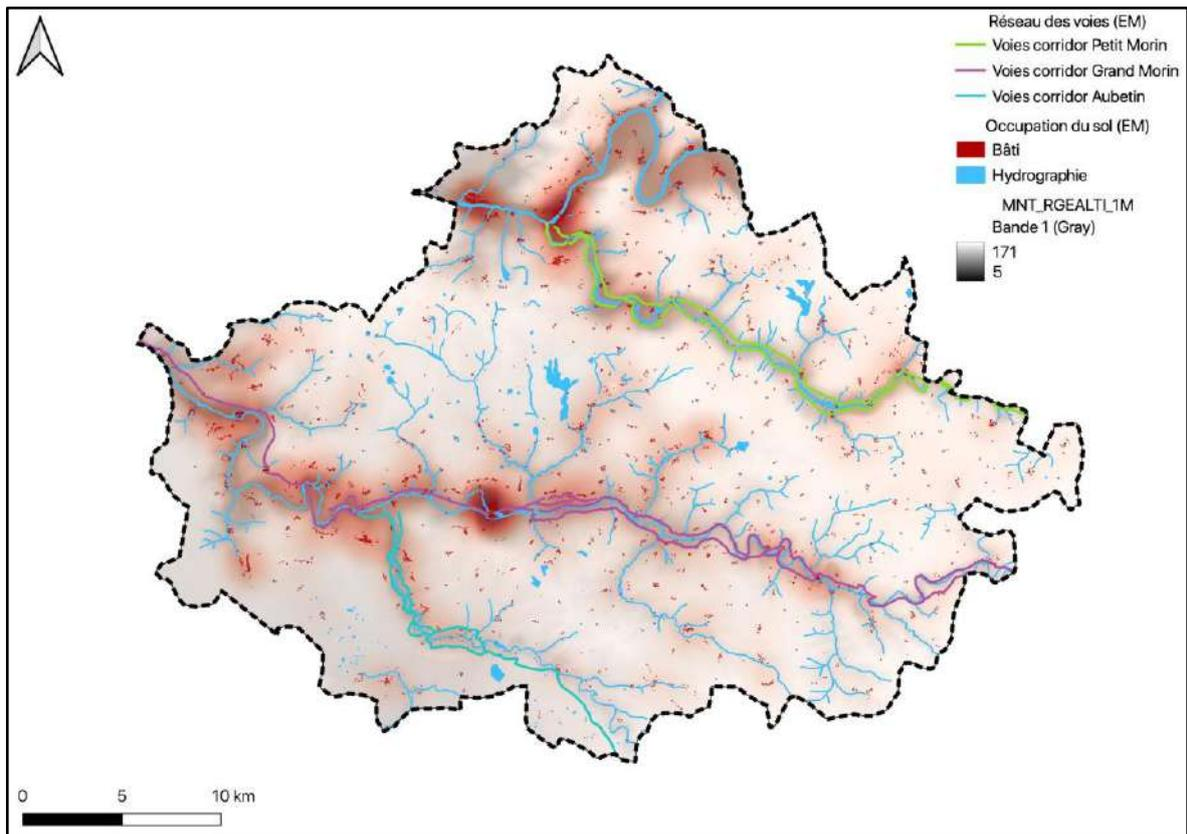 Réseau des voies (EM)
Voies corridor Petit Morin
Voies corridor Grand Morin
Voies corridor Aubetin
Occupation du sol (EM)
Bâti
Hydrographie
MNT_RGEALTI_1M
Bande 1 (Gray)
171
5
0 5 10 km